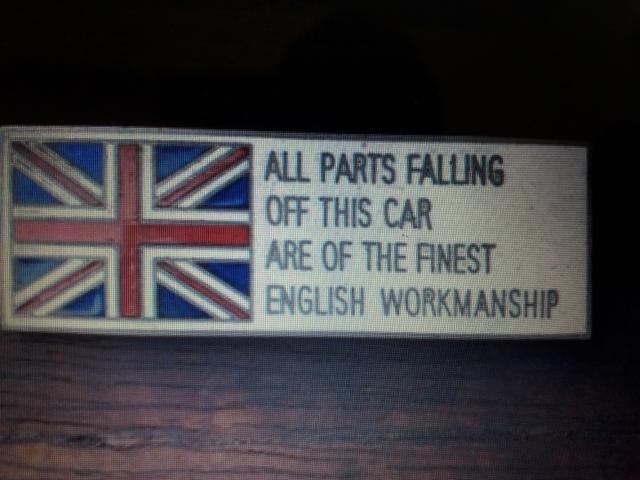 ALL PARTS FALLING
OFF THIS CAR
ARE OF THE FINEST
ENGLISH WORKMANSHIP